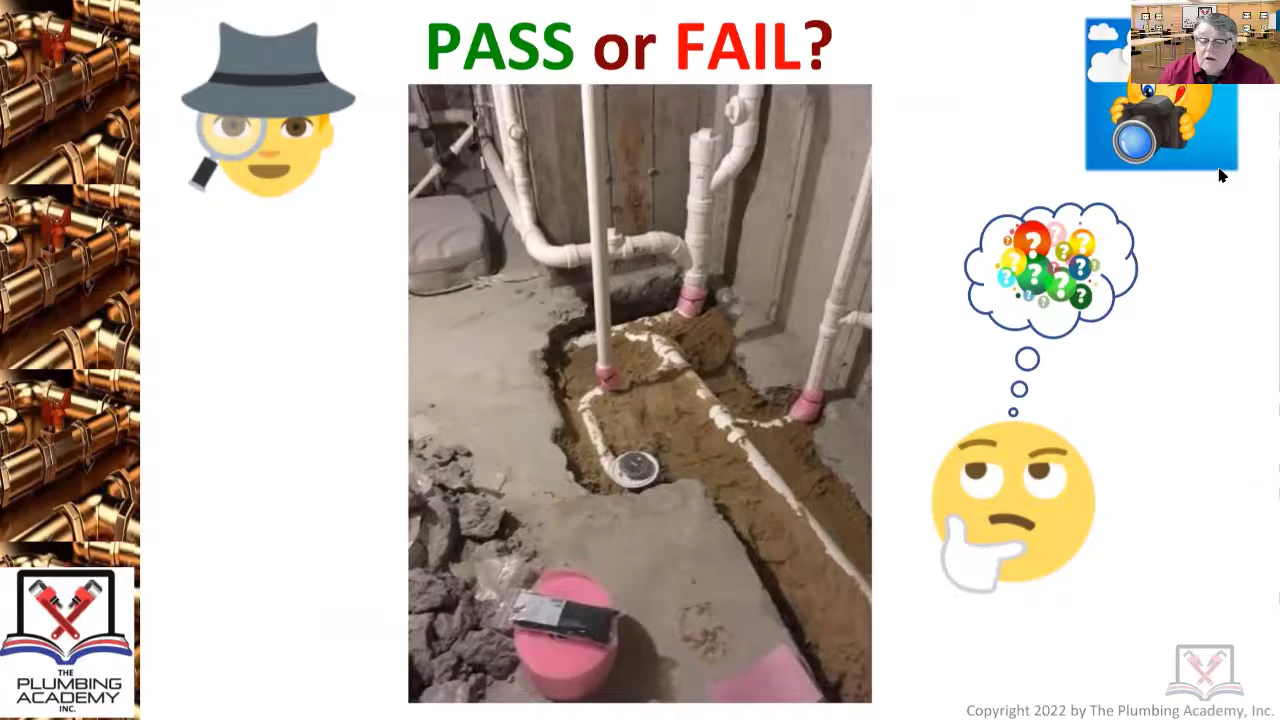 PASS or FAIL?
THE
PLUMBING
ACADEMY
INC.
Copyright 2022 by The Plumbing Academy, Inc.